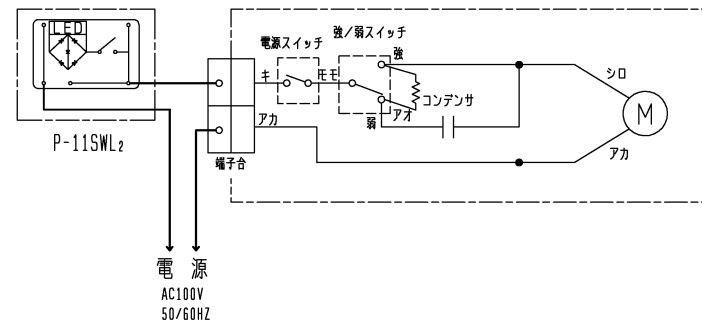 LED
P-11SWL2
電源スイッチ
強/弱スイッチ
強
キ
モモ
コンデンサ
弱
アオ
シロ
M
アカ
アカ
端子台
電 源
AC100V
50/60HZ